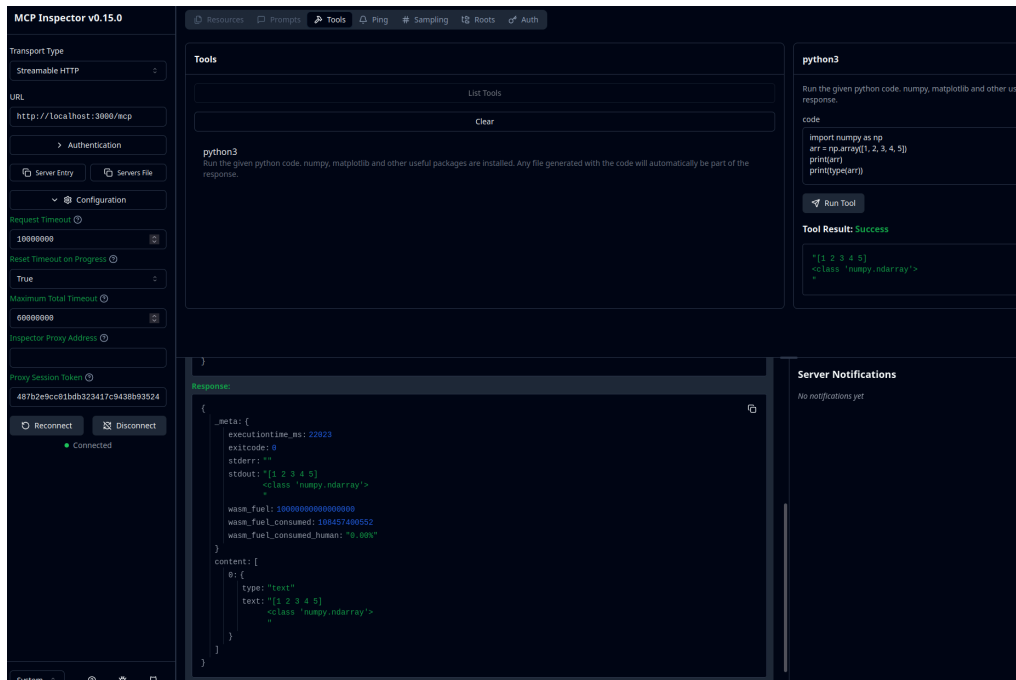 MCP Inspector v0.15.0
Transport Type
Streamable HTTP
URL
http://localhost:3000/mcp
Authentication
Server Entry
Servers File
Configuration
Request Timeout
10000000
Reset Timeout on Progress
True
Maximum Total Timeout
60000000
Inspector Proxy Address
Proxy Session Token
487b2e9cc01bdb323417c9438b93524
Reconnect
Disconnect
Connected
System
Resources
Prompts
Tools
Ping
Sampling
Roots
Auth
Tools
List Tools
Clear
python3
Run the given python code. numpy, matplotlib and other useful packages are installed. Any file generated with the code will automatically be part of the
response.
python3
Run the given python code. numpy, matplotlib and other us
response.
code
import numpy as np
arr = np.array([1, 2, 3, 4, 5])
print(arr)
print(type(arr))
Run Tool
Tool Result: Success
"[1 2 3 4 5]
<class 'numpy.ndarray'>
"
}
Response:
{
_meta: {
executiontime_ms: 22023
exitcode: 0
stderr: ""
stdout: "[1 2 3 4 5]
<class 'numpy.ndarray'>
"
wasm_fuel: 10000000000000000
wasm_fuel_consumed: 108457400552
wasm_fuel_consumed_human: "0.00%"
}
content: [
0: {
type: "text"
text: "[1 2 3 4 5]
<class 'numpy.ndarray'>
"
}
]
}
Server Notifications
No notifications yet